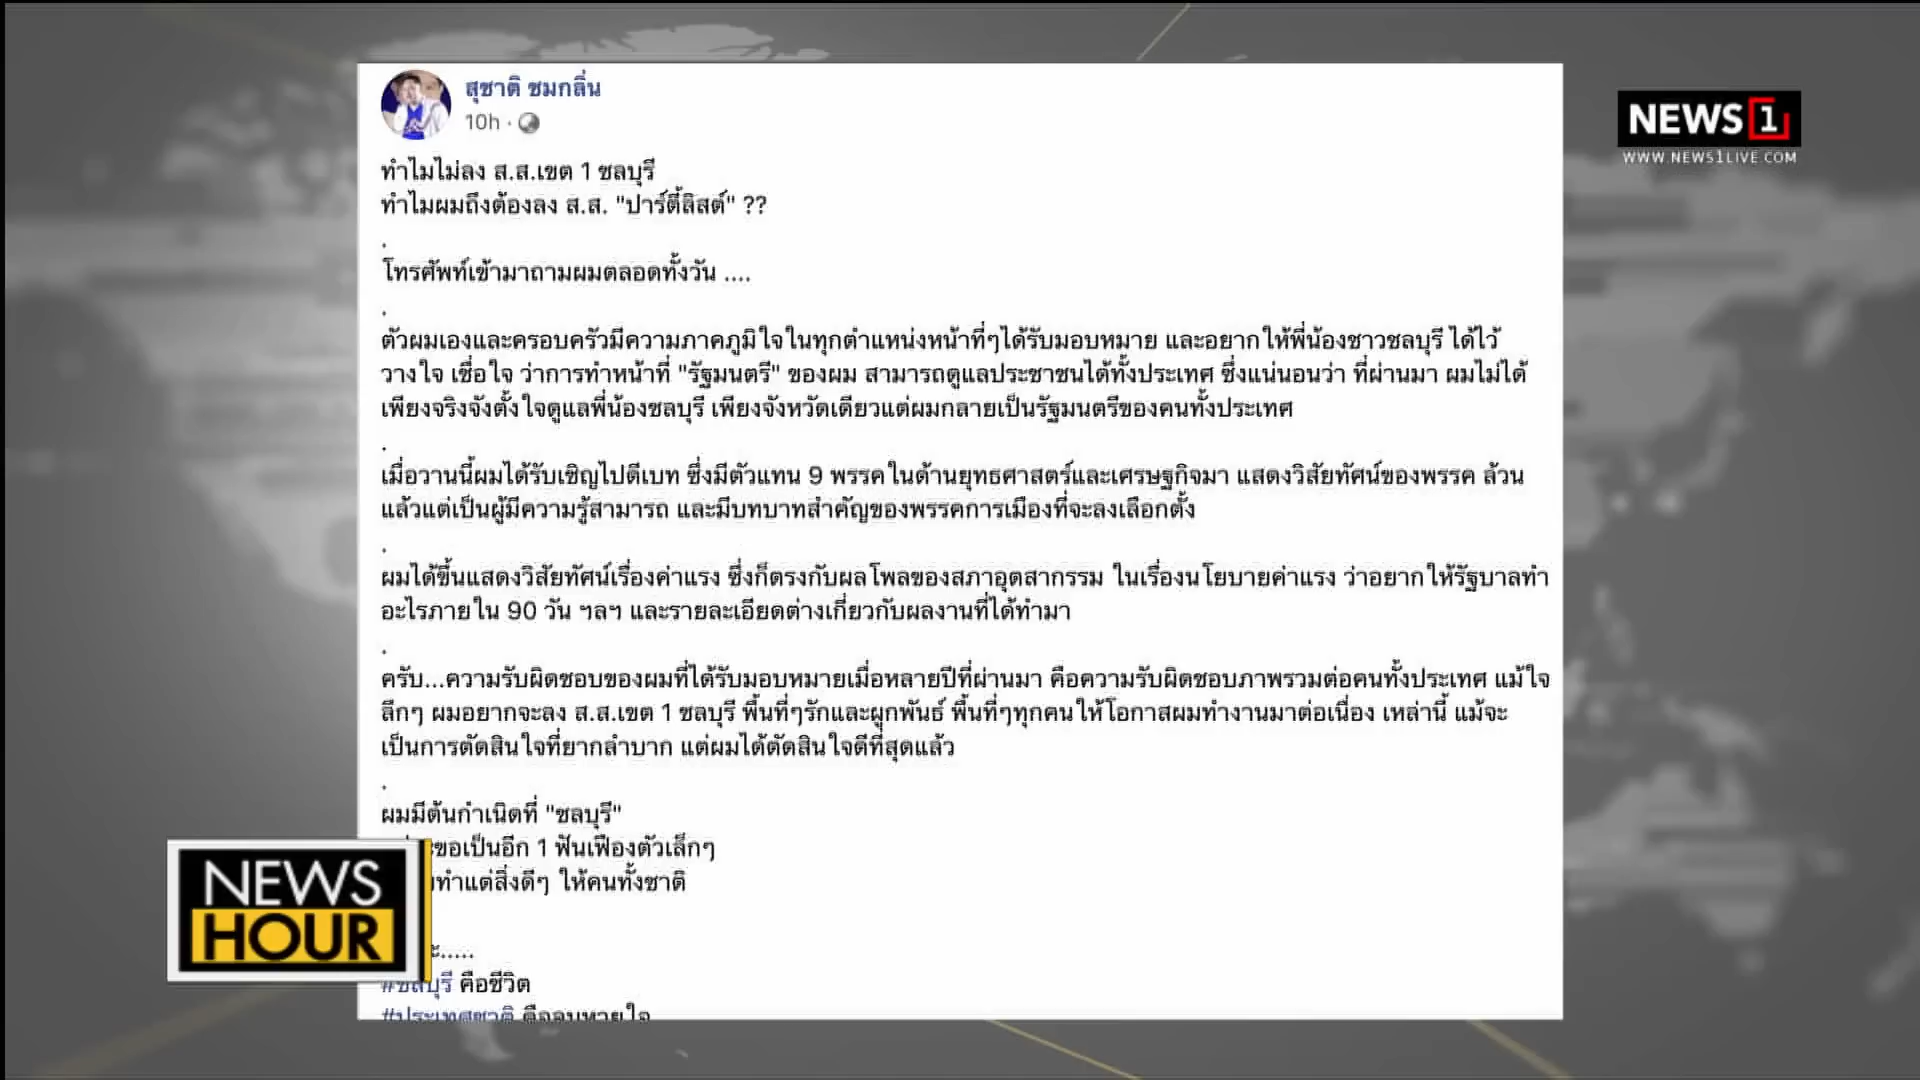 สุชาติ ชมกลิ่น
10h ·
NEWS 1
WWW.NEWS1LIVE.COM
ทำไมไม่ลง ส.ส.เขต 1 ชลบุรี
ทำไมผมถึงต้องลง ส.ส. "ปาร์ตี้ลิสต์" ??
.
โทรศัพท์เข้ามาถามผมตลอดทั้งวัน ....
.
ตัวผมเองและครอบครัวมีความภาคภูมิใจในทุกตำแหน่งหน้าที่ๆได้รับมอบหมาย และอยากให้พี่น้องชาวชลบุรี ได้ไว้
วางใจ เชื่อใจ ว่าการทำหน้าที่ "รัฐมนตรี" ของผม สามารถดูแลประชาชนได้ทั้งประเทศ ซึ่งแน่นอนว่า ที่ผ่านมา ผมไม่ได้
เพียงจริงจังตั้งใจดูแลพี่น้องชลบุรี เพียงจังหวัดเดียวแต่ผมกลายเป็นรัฐมนตรีของคนทั้งประเทศ
.
เมื่อวานนี้ผมได้รับเชิญไปดีเบท ซึ่งมีตัวแทน 9 พรรคในด้านยุทธศาสตร์และเศรษฐกิจมา แสดงวิสัยทัศน์ของพรรค ล้วน
แล้วแต่เป็นผู้มีความรู้สามารถ และมีบทบาทสำคัญของพรรคการเมืองที่จะลงเลือกตั้ง
.
ผมได้ขึ้นแสดงวิสัยทัศน์เรื่องค่าแรง ซึ่งก็ตรงกับผลโพลของสภาอุตสากรรม ในเรื่องนโยบายค่าแรง ว่าอยากให้รัฐบาลทำ
อะไรภายใน 90 วัน ฯลฯ และรายละเอียดต่างเกี่ยวกับผลงานที่ได้ทำมา
.
ครับ...ความรับผิดชอบของผมที่ได้รับมอบหมายเมื่อหลายปีที่ผ่านมา คือความรับผิดชอบภาพรวมต่อคนทั้งประเทศ แม้ใจ
ลึกๆ ผมอยากจะลง ส.ส.เขต 1 ชลบุรี พื้นที่ๆรักและผูกพันธ์ พื้นที่ๆทุกคนให้โอกาสผมทำงานมาต่อเนื่อง เหล่านี้ แม้จะ
เป็นการตัดสินใจที่ยากลำบาก แต่ผมได้ตัดสินใจดีที่สุดแล้ว
.
ผมมีต้นกำเนิดที่ "ชลบุรี"
ขอเป็นอีก 1 ฟันเฟืองตัวเล็กๆ
ทำแต่สิ่งดีๆ ให้คนทั้งชาติ
.....
#ชลบุรี คือชีวิต
#ประเทศชาติ คือลมหายใจ
NEWS
HOUR